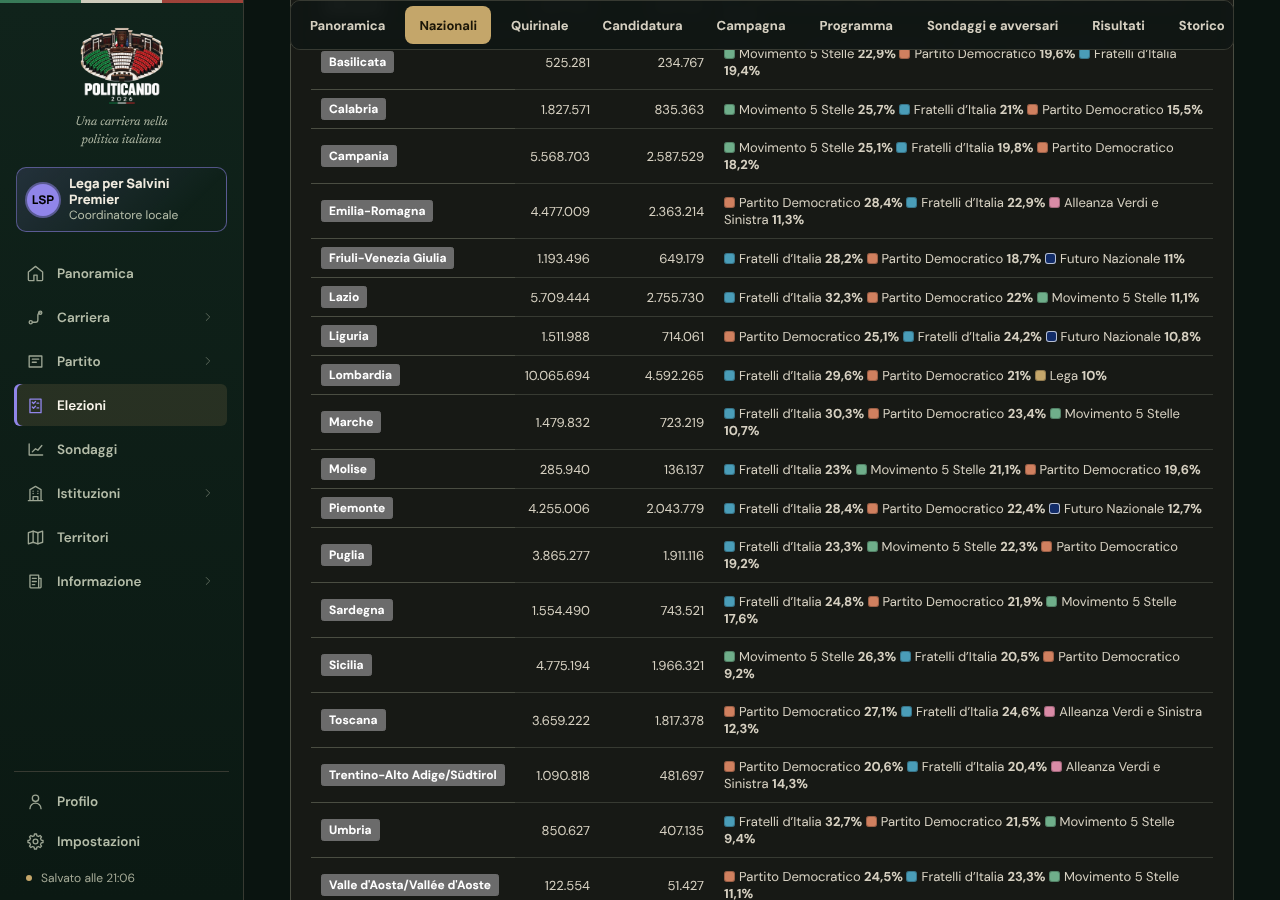 POLITICANDO
2026
Una carriera nella
politica italiana
LSP
Lega per Salvini
Premier
Coordinatore locale
Panoramica
Carriera
Partito
Elezioni
Sondaggi
Istituzioni
Territori
Informazione
Profilo
Impostazioni
Salvato alle 21:06
Panoramica Nazionali Quirinale Candidatura Campagna Programma Sondaggi e avversari Risultati Storico
Basilicata 525.281 234.767 Movimento 5 Stelle 22,9% Partito Democratico 19,6% Fratelli d’Italia
19,4%
Calabria 1.827.571 835.363 Movimento 5 Stelle 25,7% Fratelli d’Italia 21% Partito Democratico 15,5%
Campania 5.568.703 2.587.529 Movimento 5 Stelle 25,1% Fratelli d’Italia 19,8% Partito Democratico
18,2%
Emilia-Romagna 4.477.009 2.363.214 Partito Democratico 28,4% Fratelli d’Italia 22,9% Alleanza Verdi e
Sinistra 11,3%
Friuli-Venezia Giulia 1.193.496 649.179 Fratelli d’Italia 28,2% Partito Democratico 18,7% Futuro Nazionale 11%
Lazio 5.709.444 2.755.730 Fratelli d’Italia 32,3% Partito Democratico 22% Movimento 5 Stelle 11,1%
Liguria 1.511.988 714.061 Partito Democratico 25,1% Fratelli d’Italia 24,2% Futuro Nazionale 10,8%
Lombardia 10.065.694 4.592.265 Fratelli d’Italia 29,6% Partito Democratico 21% Lega 10%
Marche 1.479.832 723.219 Fratelli d’Italia 30,3% Partito Democratico 23,4% Movimento 5 Stelle
10,7%
Molise 285.940 136.137 Fratelli d’Italia 23% Movimento 5 Stelle 21,1% Partito Democratico 19,6%
Piemonte 4.255.006 2.043.779 Fratelli d’Italia 28,4% Partito Democratico 22,4% Futuro Nazionale 12,7%
Puglia 3.865.277 1.911.116 Fratelli d’Italia 23,3% Movimento 5 Stelle 22,3% Partito Democratico
19,2%
Sardegna 1.554.490 743.521 Fratelli d’Italia 24,8% Partito Democratico 21,9% Movimento 5 Stelle
17,6%
Sicilia 4.775.194 1.966.321 Movimento 5 Stelle 26,3% Fratelli d’Italia 20,5% Partito Democratico
9,2%
Toscana 3.659.222 1.817.378 Partito Democratico 27,1% Fratelli d’Italia 24,6% Alleanza Verdi e Sinistra
12,3%
Trentino-Alto Adige/Südtirol 1.090.818 481.697 Partito Democratico 20,6% Fratelli d’Italia 20,4% Alleanza Verdi e
Sinistra 14,3%
Umbria 850.627 407.135 Fratelli d’Italia 32,7% Partito Democratico 21,5% Movimento 5 Stelle
9,4%
Valle d'Aosta/Vallée d'Aoste 122.554 51.427 Partito Democratico 24,5% Fratelli d’Italia 23,3% Movimento 5 Stelle
11,1%